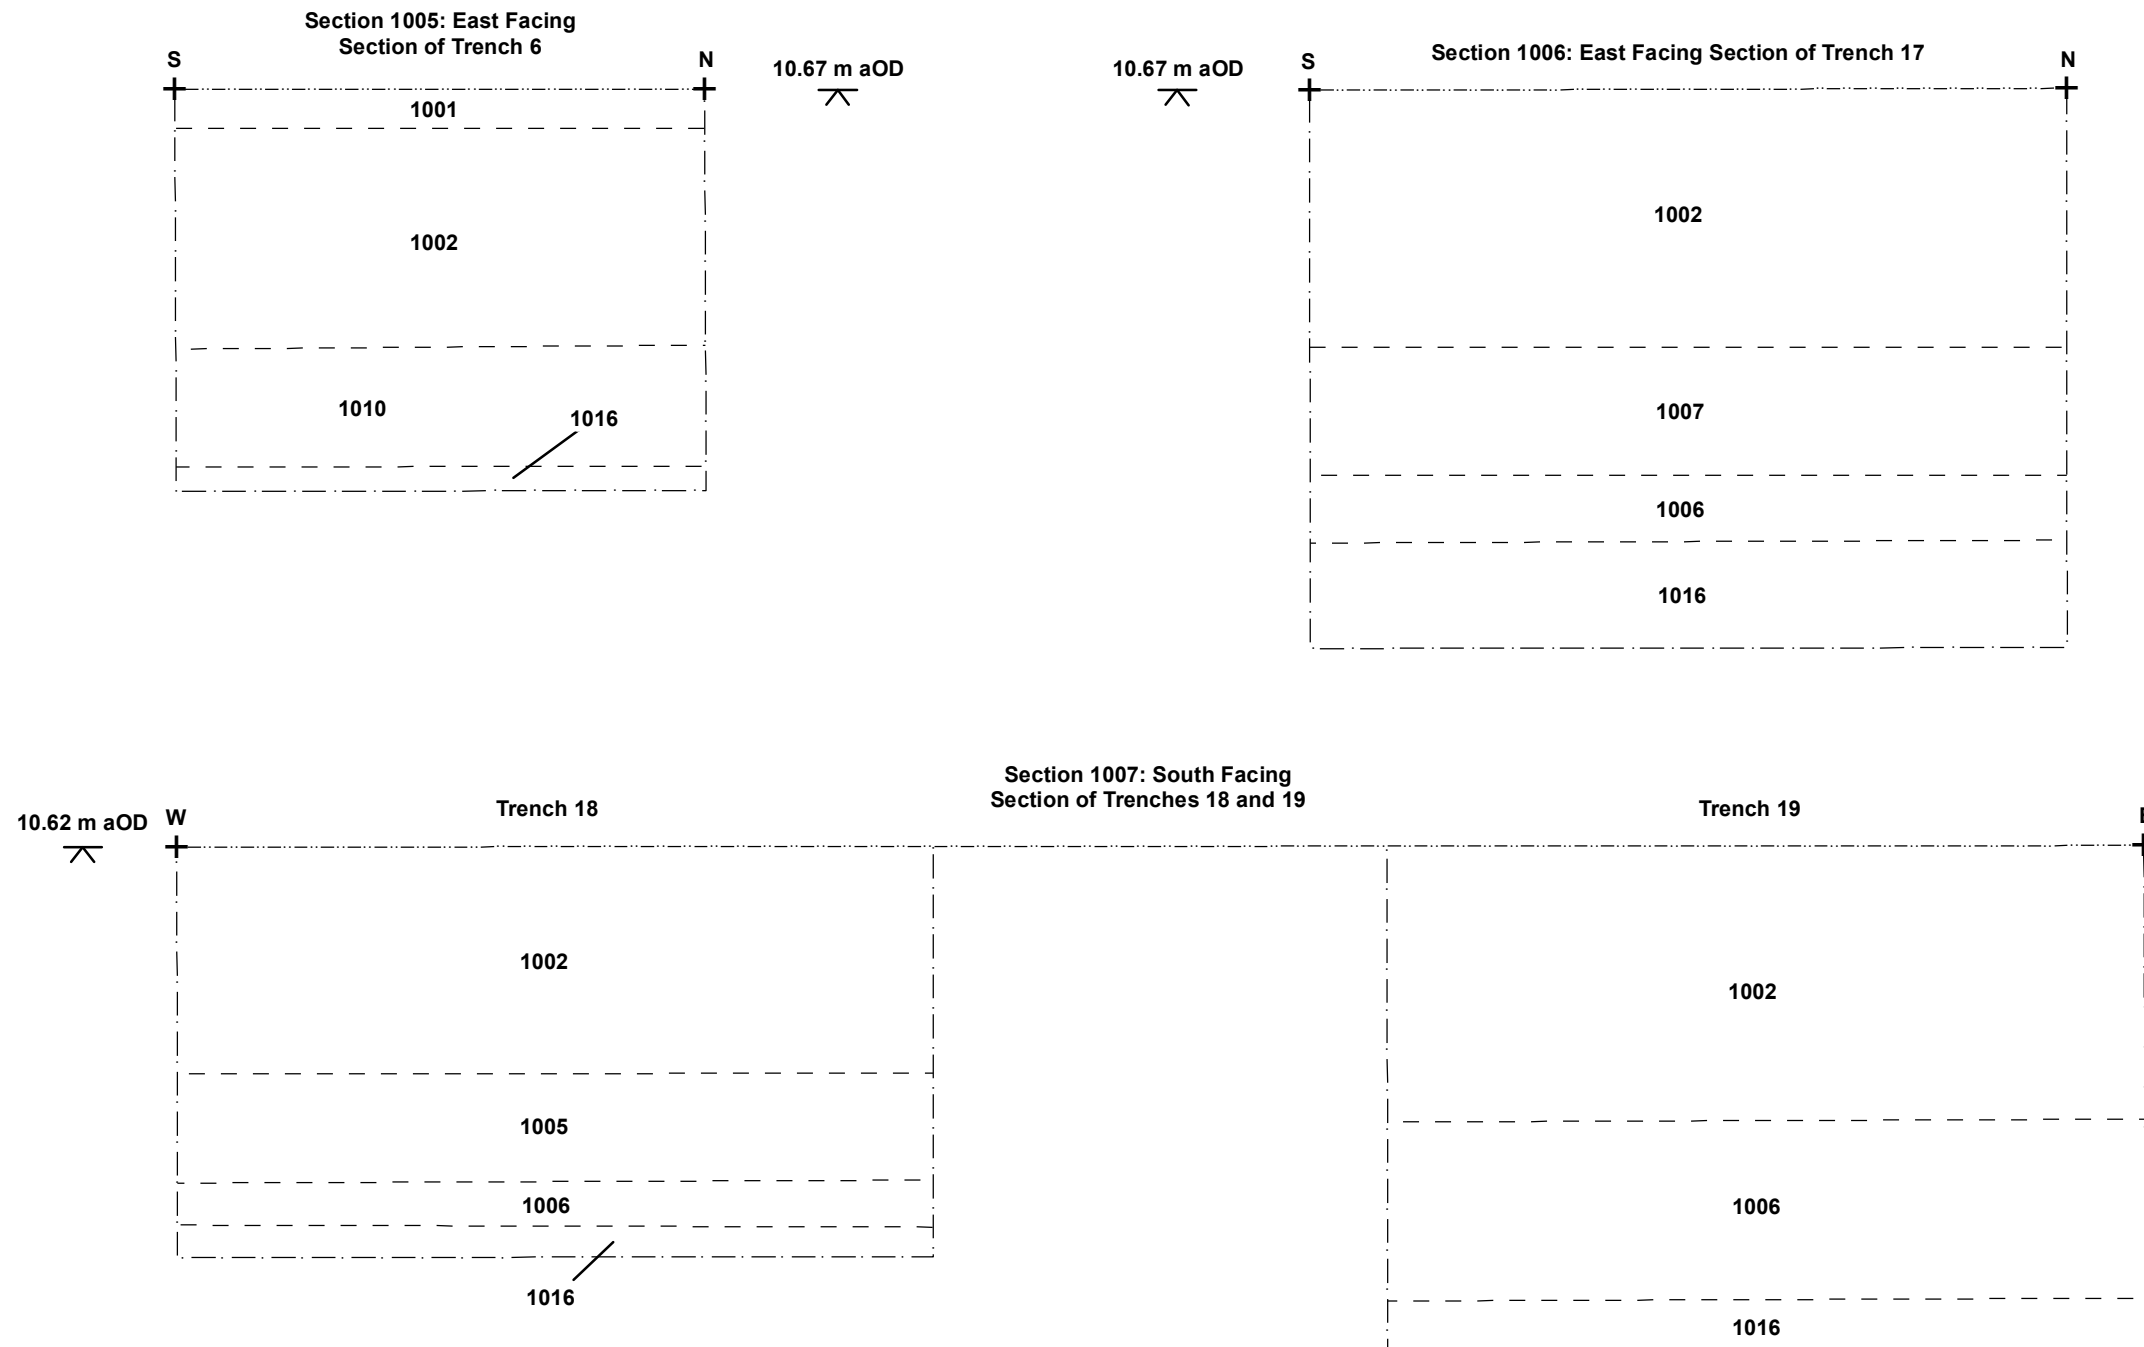 Section 1005: East Facing
Section of Trench 6
S
N
10.67 m aOD
1001
1002
1010
1016
10.67 m aOD
Section 1006: East Facing Section of Trench 17
S
N
1002
1007
1006
1016
Section 1007: South Facing
Section of Trenches 18 and 19
10.62 m aOD
W
Trench 18
Trench 19
1002
1005
1006
1016
1002
1006
1016